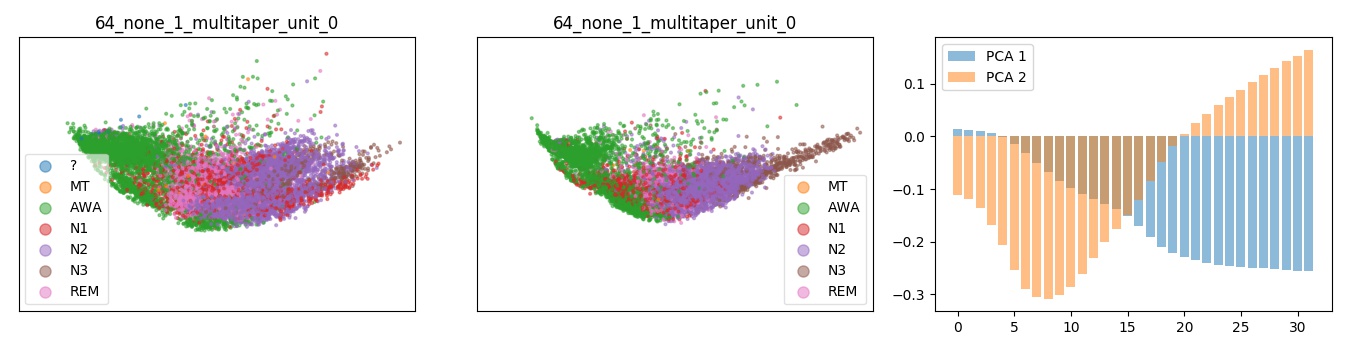 64_none_1_multitaper_unit_0
?
MT
AWA
N1
N2
N3
REM
64_none_1_multitaper_unit_0
MT
AWA
N1
N2
N3
REM
PCA 1
PCA 2
0.1
0.0
−0.1
−0.2
−0.3
0 5 10 15 20 25 30